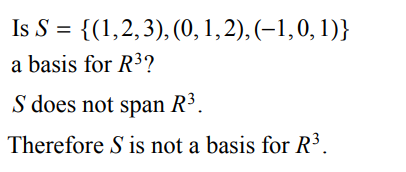 Is S = {(1,2,3),(0,1,2),(−1,0,1)}
a basis for R³?
S does not span R³.
Therefore S is not a basis for R³.